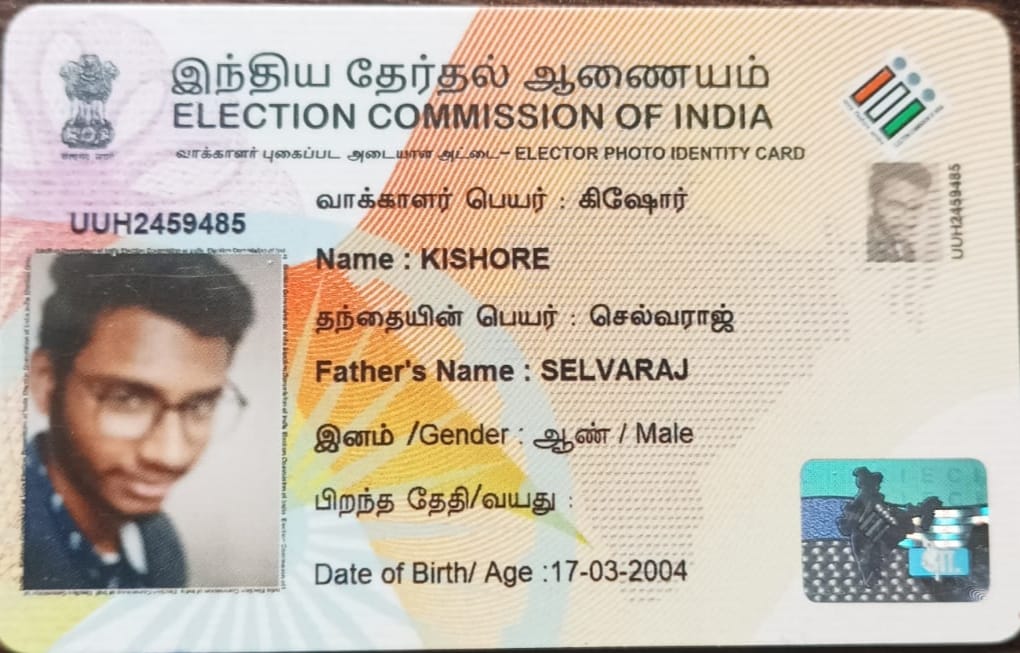 இந்திய தேர்தல் ஆணையம்
ELECTION COMMISSION OF INDIA
வாக்காளர் புகைப்பட அடையாள அட்டை- ELECTOR PHOTO IDENTITY CARD
UUH2459485
வாக்காளர் பெயர் : கிஷோர்
Name : KISHORE
தந்தையின் பெயர் : செல்வராஜ்
Father's Name : SELVARAJ
இனம் /Gender : ஆண் / Male
பிறந்த தேதி/வயது :
Date of Birth/ Age :17-03-2004
UUH2459485